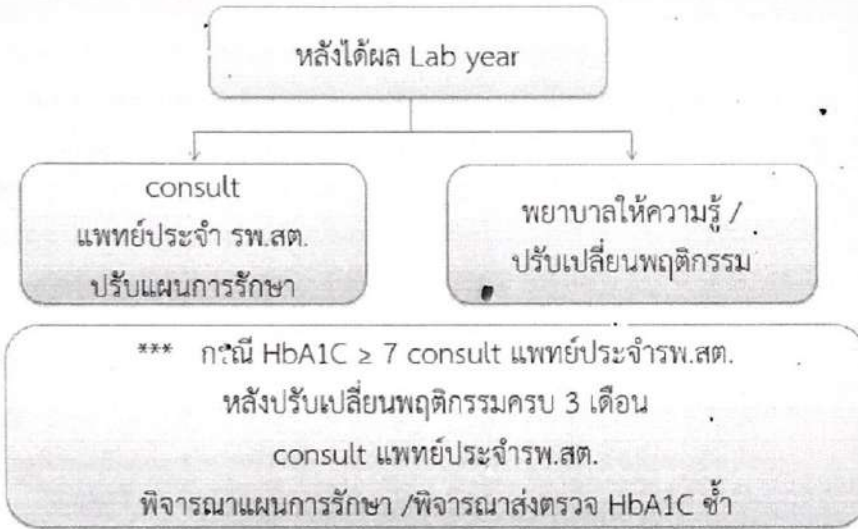 หลังได้ผล Lab year
consult
แพทย์ประจำ รพ.สต.
ปรับแผนการรักษา
พยาบาลให้ความรู้ /
ปรับเปลี่ยนพฤติกรรม
*** กรณี HbA1C ≥ 7 consult แพทย์ประจำรพ.สต.
หลังปรับเปลี่ยนพฤติกรรมครบ 3 เดือน
consult แพทย์ประจำรพ.สต.
พิจารณาแผนการรักษา /พิจารณาส่งตรวจ HbA1C ซ้ำ